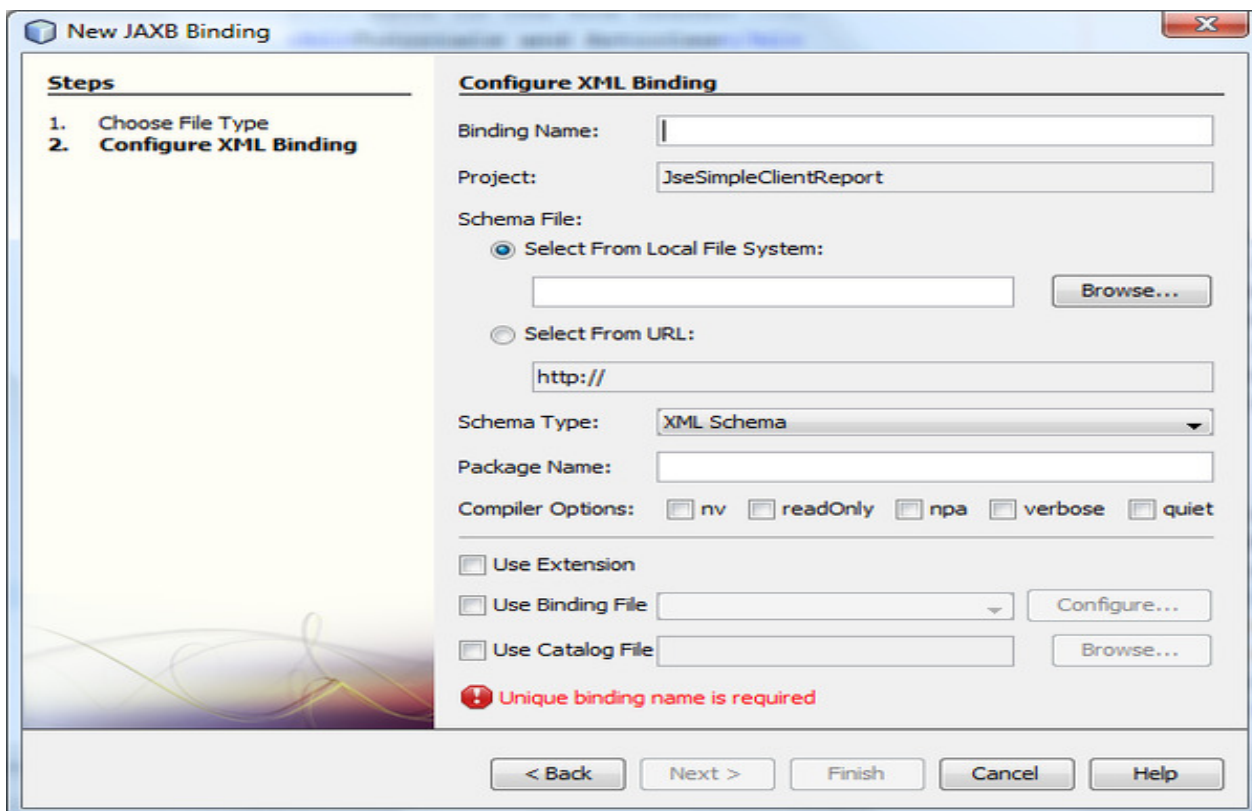 New JAXB Binding
Steps
1. Choose File Type
2. Configure XML Binding
Configure XML Binding
Binding Name:
Project: JseSimpleClientReport
Schema File:
Select From Local File System:
Browse...
Select From URL:
http://
Schema Type: XML Schema
Package Name:
Compiler Options: nv readOnly npa verbose quiet
Use Extension
Use Binding File Configure...
Use Catalog File Browse...
Unique binding name is required
< Back Next > Finish Cancel Help